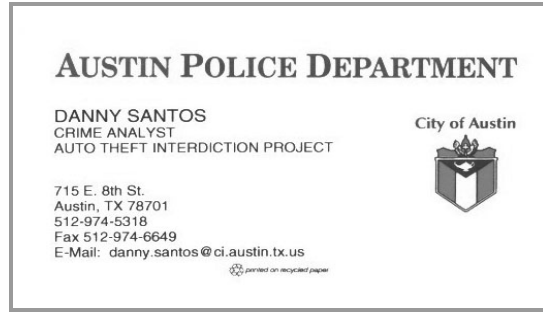 AUSTIN POLICE DEPARTMENT
DANNY SANTOS
CRIME ANALYST
AUTO THEFT INTERDICTION PROJECT
City of Austin
715 E. 8th St.
Austin, TX 78701
512-974-5318
Fax 512-974-6649
E-Mail: danny.santos@ci.austin.tx.us
printed on recycled paper